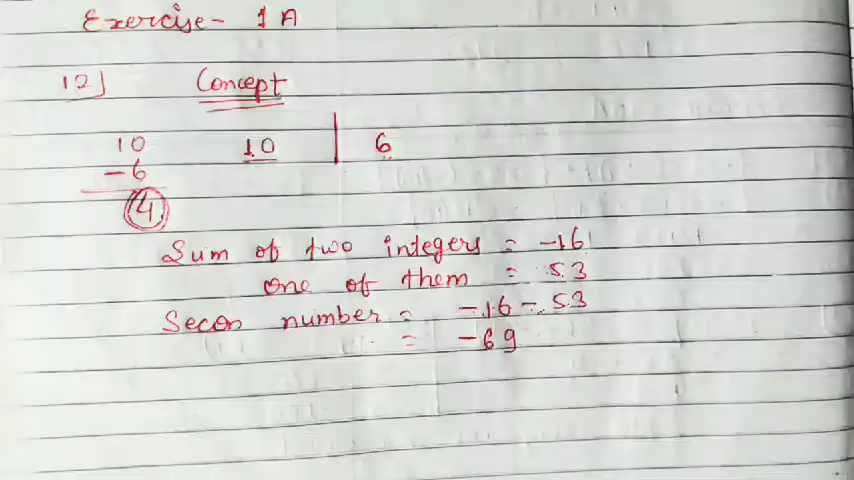 Exercise- 1A
12) Concept
10 10 | 6
-6
4
Sum of two integers = -16
one of them = 53
Secon number = -16-53
= -69